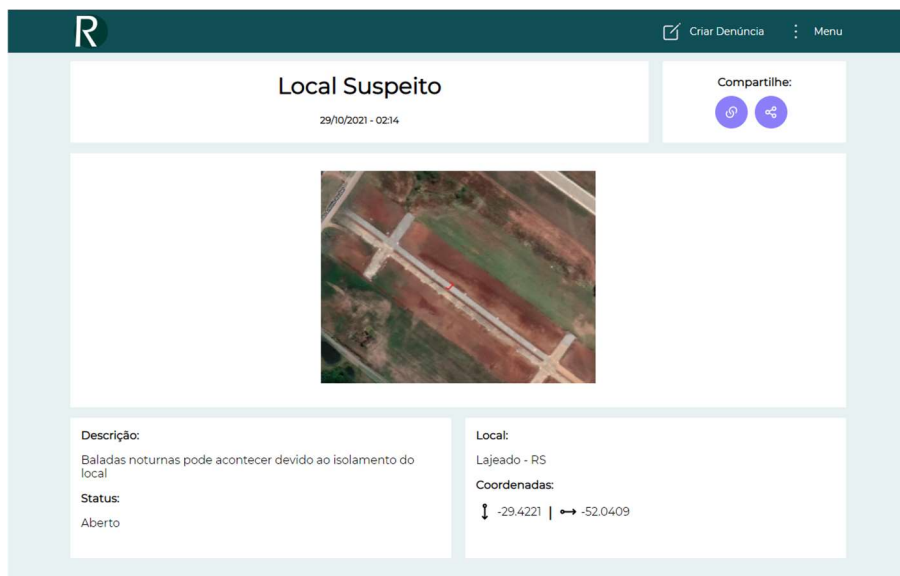 R
Criar Denúncia
Menu
Local Suspeito
29/10/2021 - 02:14
Compartilhe:
Descrição:
Baladas noturnas pode acontecer devido ao isolamento do
local
Status:
Aberto
Local:
Lajeado - RS
Coordenadas:
-29.4221 | -52.0409